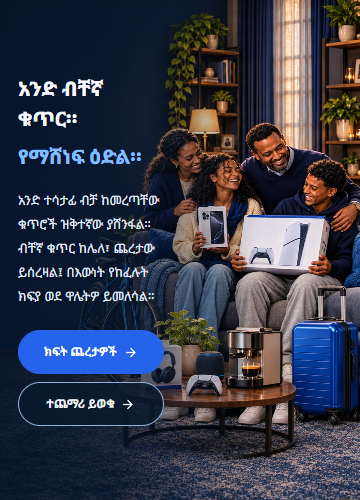 አንድ ብቸኛ
ቁጥር።
የማሸነፍ ዕድል።
አንድ ተሳታፊ ብቻ ከመረጣቸው
ቁጥሮች ዝቅተኛው ያሸንፋል።
ብቸኛ ቁጥር ከሌለ፣ ጨረታው
ይሰረዛል፤ በእውነት የከፈሉት
ክፍያ ወደ ዋሌትዎ ይመለሳል።
ክፍት ጨረታዎች →
ተጨማሪ ይወቁ →